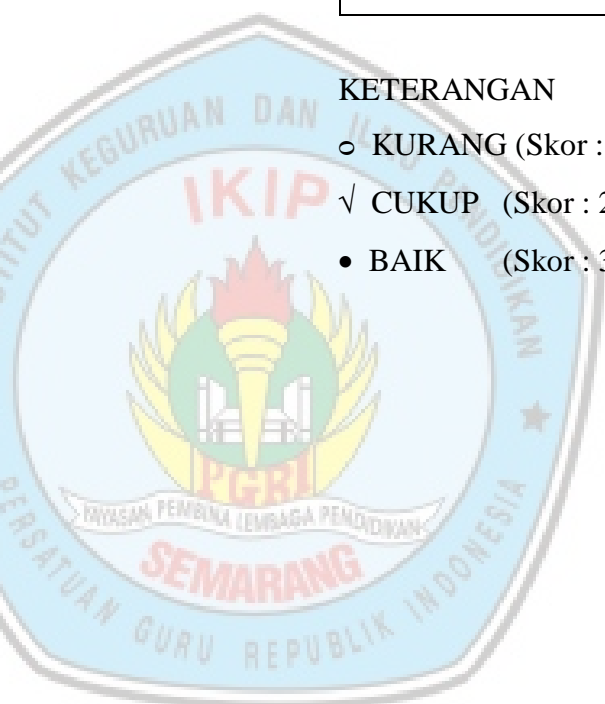 KETERANGAN
○ KURANG (Skor :
√ CUKUP (Skor : 2
• BAIK (Skor : 3
INSTITUT KEGURUAN DAN ILMU PENDIDIKAN
IKIP
PGRI
YAYASAN PEMBINA LEMBAGA PENDIDIKAN
SEMARANG
PERSATUAN GURU REPUBLIK INDONESIA